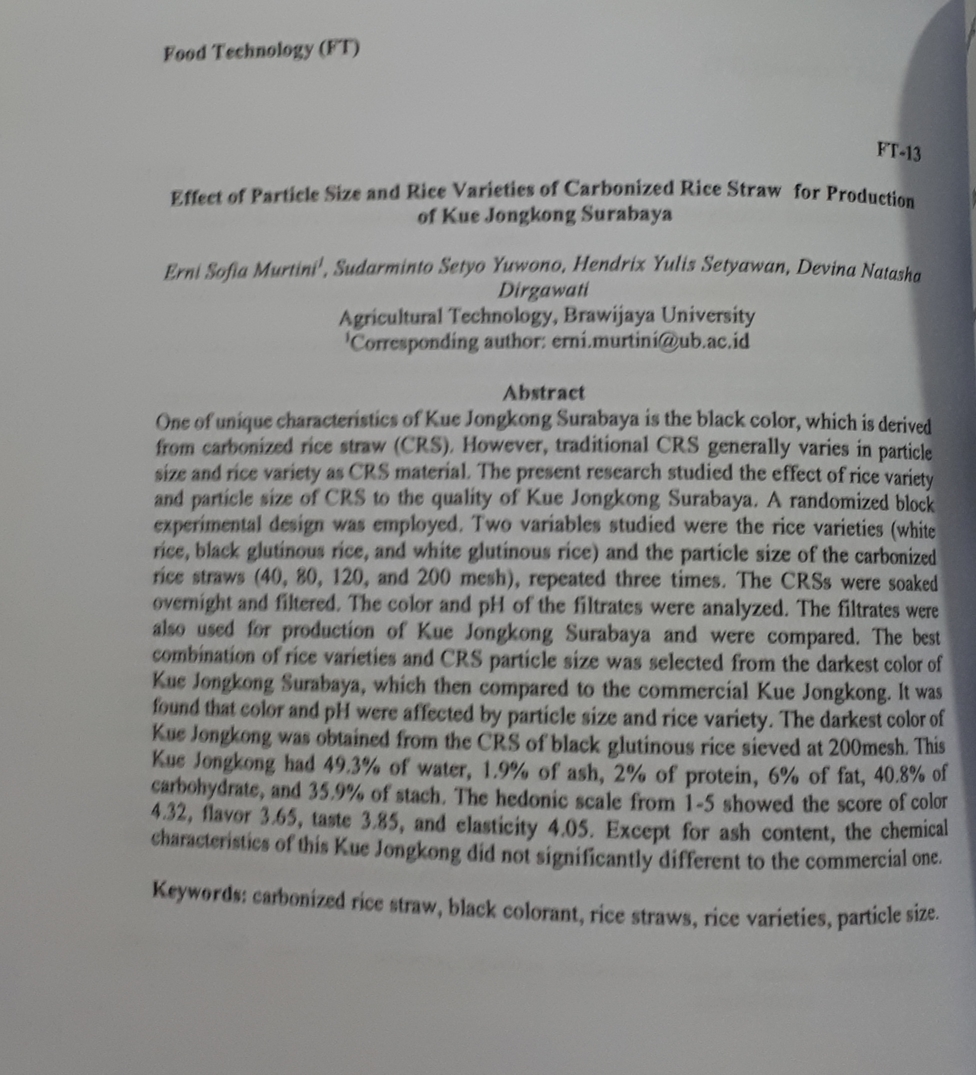 Food Technology (FT)
FT-13
Effect of Particle Size and Rice Varieties of Carbonized Rice Straw for Production
of Kue Jongkong Surabaya
Erni Sofia Murtini¹, Sudarminto Setyo Yuwono, Hendrix Yulis Setyawan, Devina Natasha
Dirgawati
Agricultural Technology, Brawijaya University
¹Corresponding author: erni.murtini@ub.ac.id
Abstract
One of unique characteristics of Kue Jongkong Surabaya is the black color, which is derived
from carbonized rice straw (CRS). However, traditional CRS generally varies in particle
size and rice variety as CRS material. The present research studied the effect of rice variety
and particle size of CRS to the quality of Kue Jongkong Surabaya. A randomized block
experimental design was employed. Two variables studied were the rice varieties (white
rice, black glutinous rice, and white glutinous rice) and the particle size of the carbonized
rice straws (40, 80, 120, and 200 mesh), repeated three times. The CRSs were soaked
overnight and filtered. The color and pH of the filtrates were analyzed. The filtrates were
also used for production of Kue Jongkong Surabaya and were compared. The best
combination of rice varieties and CRS particle size was selected from the darkest color of
Kue Jongkong Surabaya, which then compared to the commercial Kue Jongkong. It was
found that color and pH were affected by particle size and rice variety. The darkest color of
Kue Jongkong was obtained from the CRS of black glutinous rice sieved at 200mesh. This
Kue Jongkong had 49.3% of water, 1.9% of ash, 2% of protein, 6% of fat, 40.8% of
carbohydrate, and 35.9% of stach. The hedonic scale from 1-5 showed the score of color
4.32, flavor 3.65, taste 3.85, and elasticity 4.05. Except for ash content, the chemical
characteristics of this Kue Jongkong did not significantly different to the commercial one.
Keywords: carbonized rice straw, black colorant, rice straws, rice varieties, particle size.